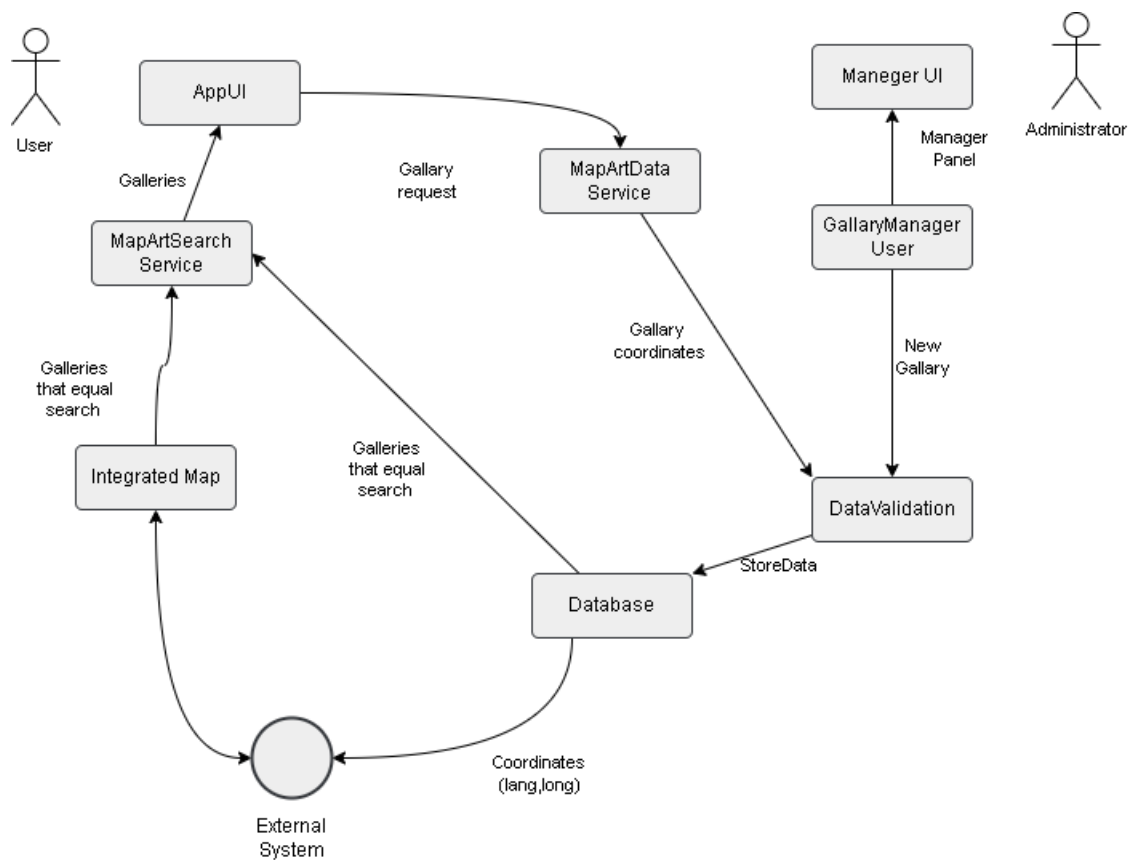 AppUI
Maneger UI
User
Administrator
Manager
Panel
Galleries
Gallary
request
MapArtData
Service
MapArtSearch
Service
GallaryManager
User
Gallary
coordinates
New
Gallary
Galleries
that equal
search
Galleries
that equal
search
Integrated Map
DataValidation
StoreData
Database
Coordinates
(lang,long)
External
System